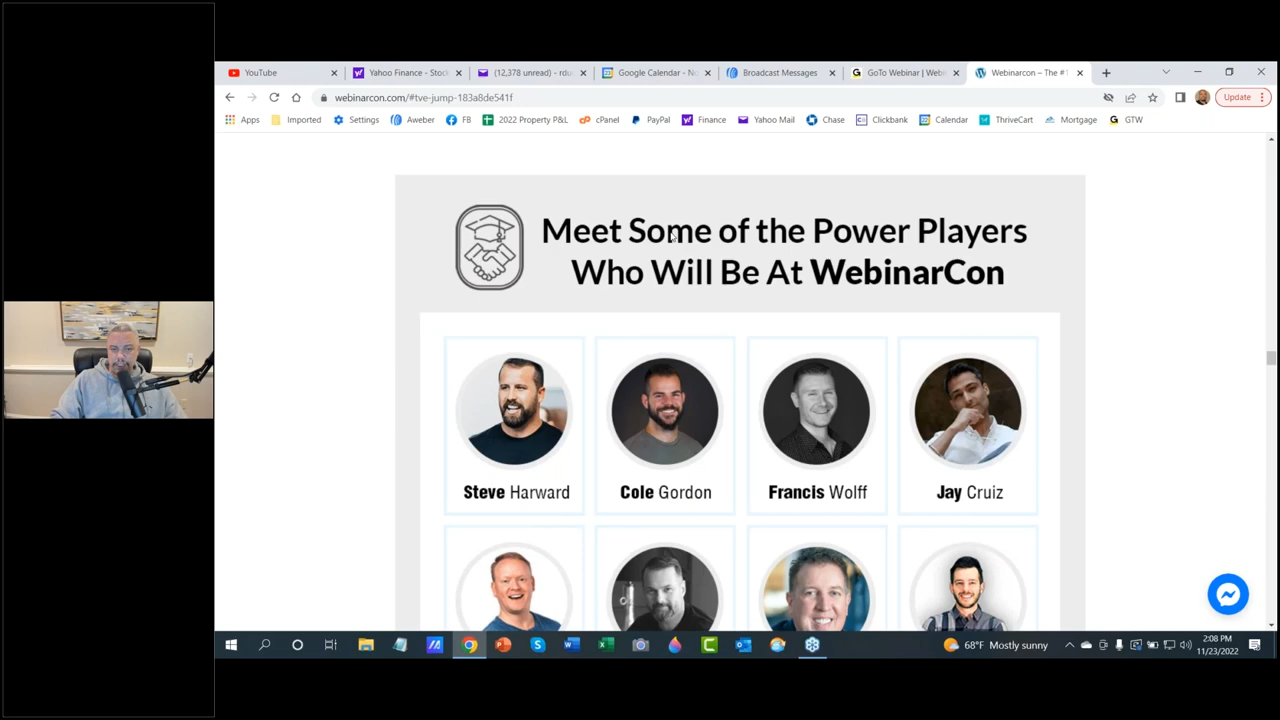 YouTube
Yahoo Finance - Stock
(12,378 unread) - rdu
Google Calendar - No
Broadcast Messages
GoTo Webinar | Web
Webinarcon – The #1
webinarcon.com/#tve-jump-183a8de541f
Update
Apps
Imported
Settings
Aweber
FB
2022 Property P&L
cPanel
PayPal
Finance
Yahoo Mail
Chase
Clickbank
Calendar
ThriveCart
Mortgage
GTW
Meet Some of the Power Players
Who Will Be At WebinarCon
Steve Harward
Cole Gordon
Francis Wolff
Jay Cruiz
68°F Mostly sunny
2:08 PM
11/23/2022